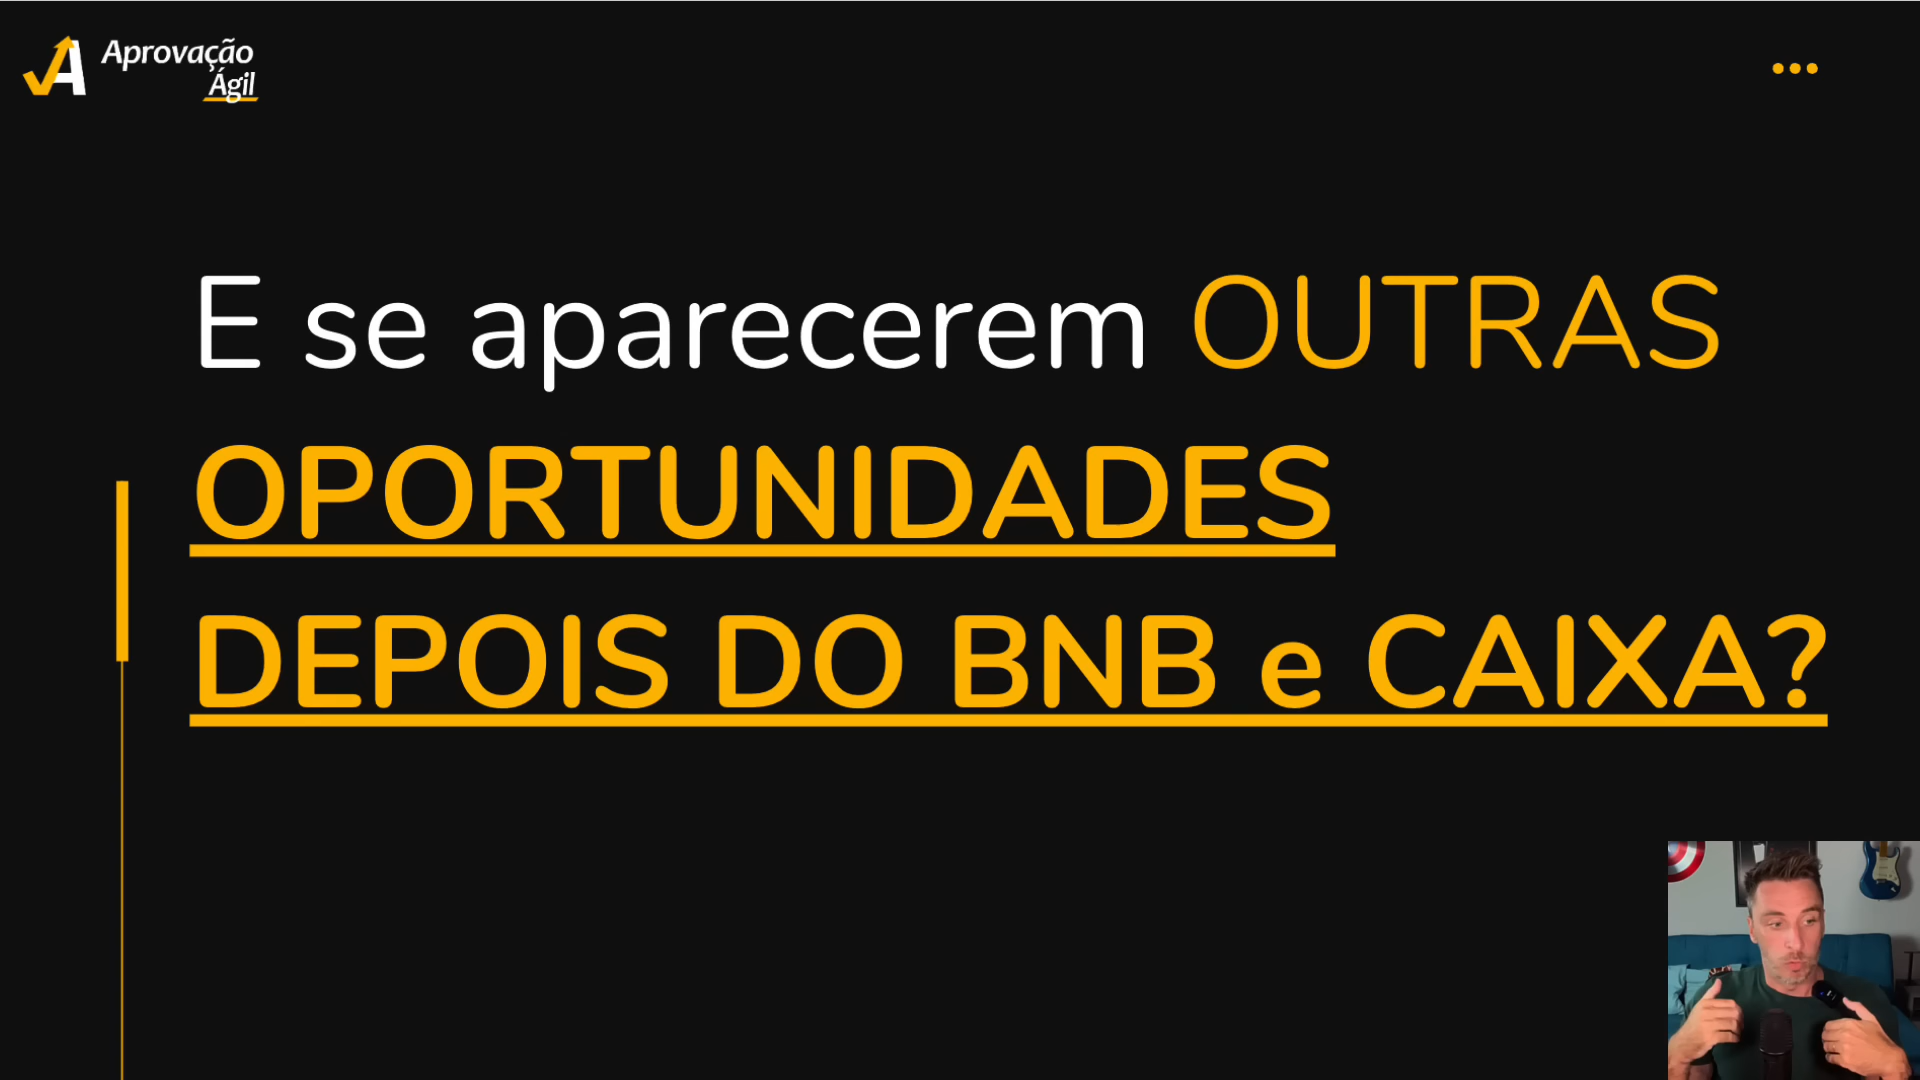 Aprovação
Ágil
E se aparecerem OUTRAS
OPORTUNIDADES
DEPOIS DO BNB e CAIXA?